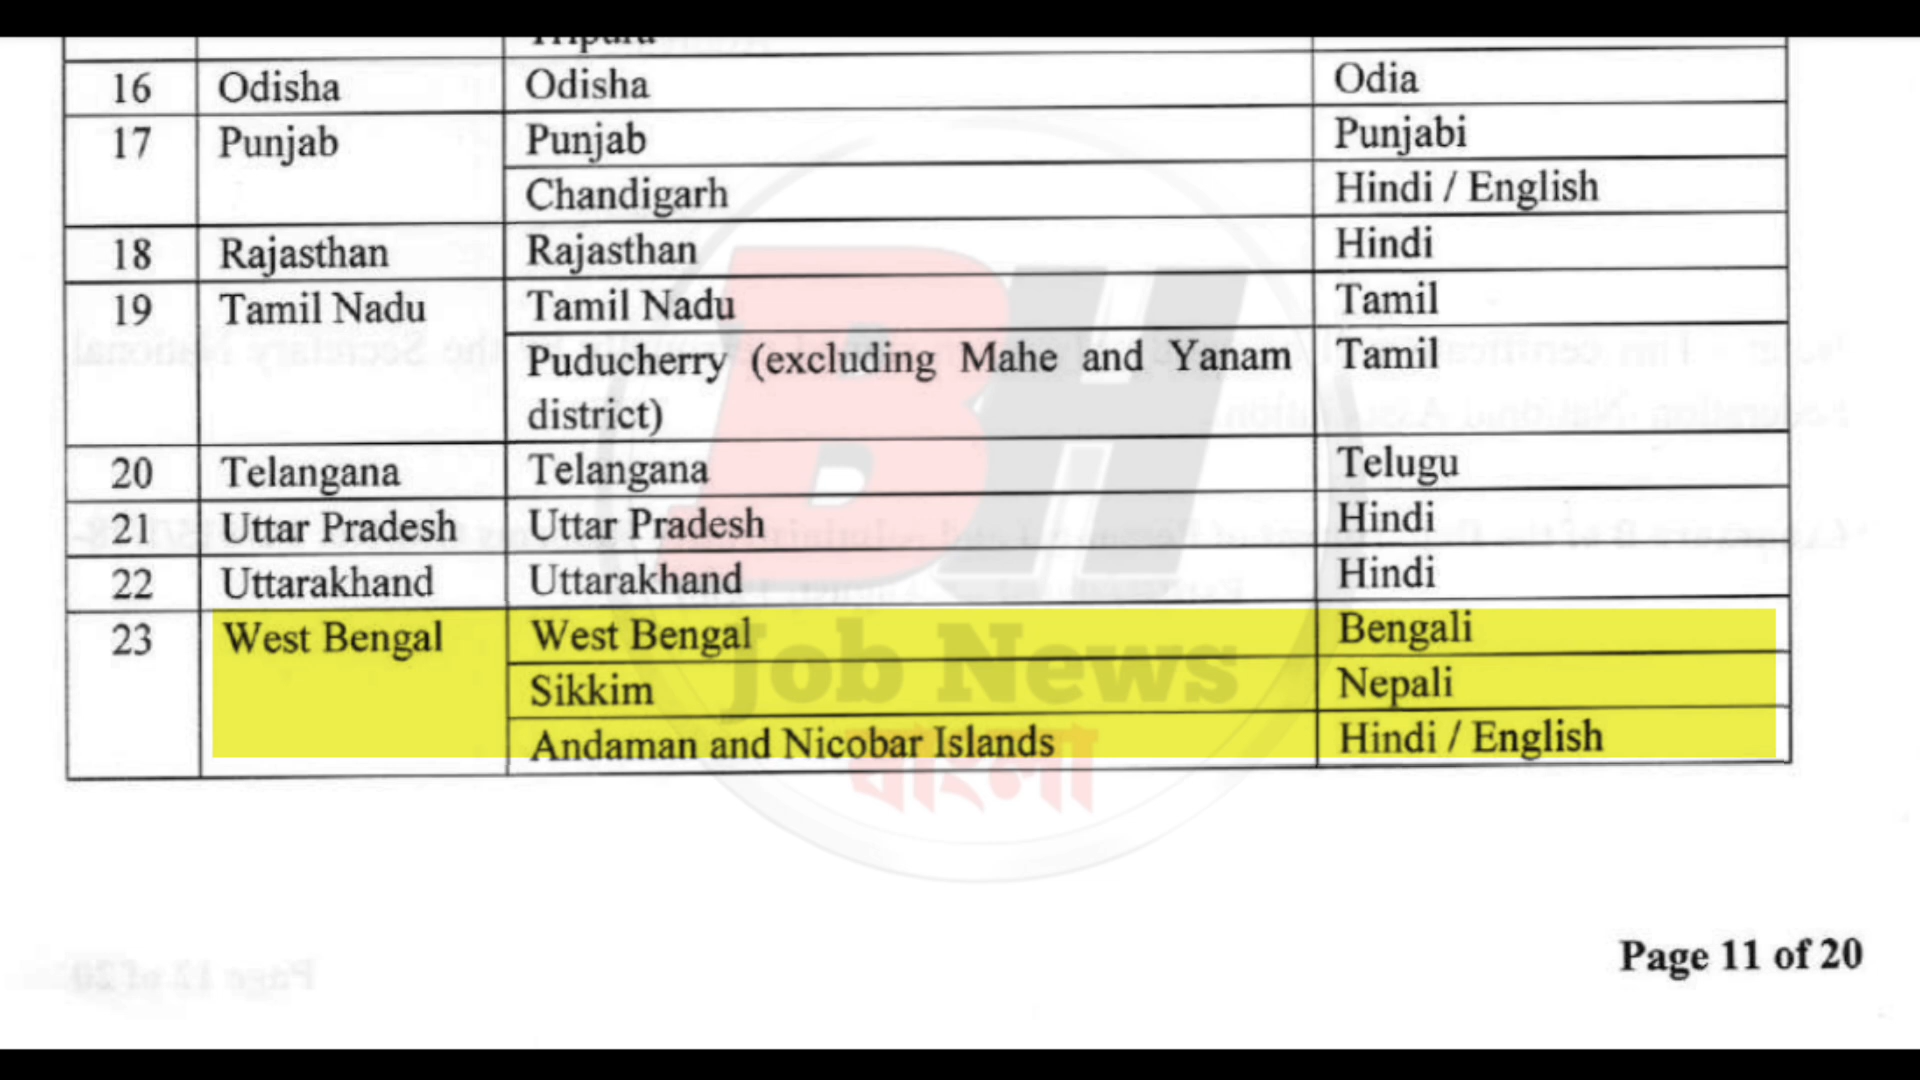 Tripura
16 Odisha Odisha Odia
17 Punjab Punjab Punjabi
Chandigarh Hindi / English
18 Rajasthan Rajasthan Hindi
19 Tamil Nadu Tamil Nadu Tamil
Puducherry (excluding Mahe and Yanam Tamil
district)
20 Telangana Telangana Telugu
21 Uttar Pradesh Uttar Pradesh Hindi
22 Uttarakhand Uttarakhand Hindi
23 West Bengal West Bengal Bengali
Sikkim Nepali
Andaman and Nicobar Islands Hindi / English
BH
Job News
বাংলা
Page 11 of 20